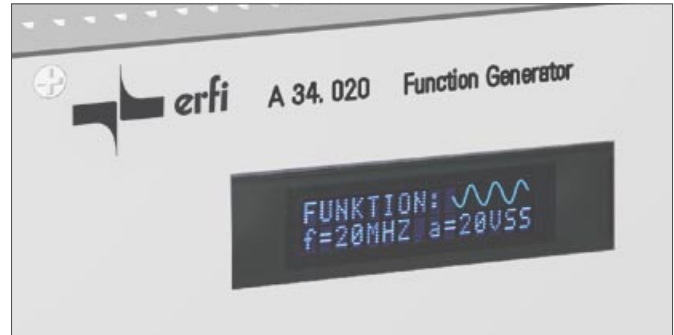 erfi A 34. 020 Function Generator
FUNKTION:
f=20MHZ a=20VSS